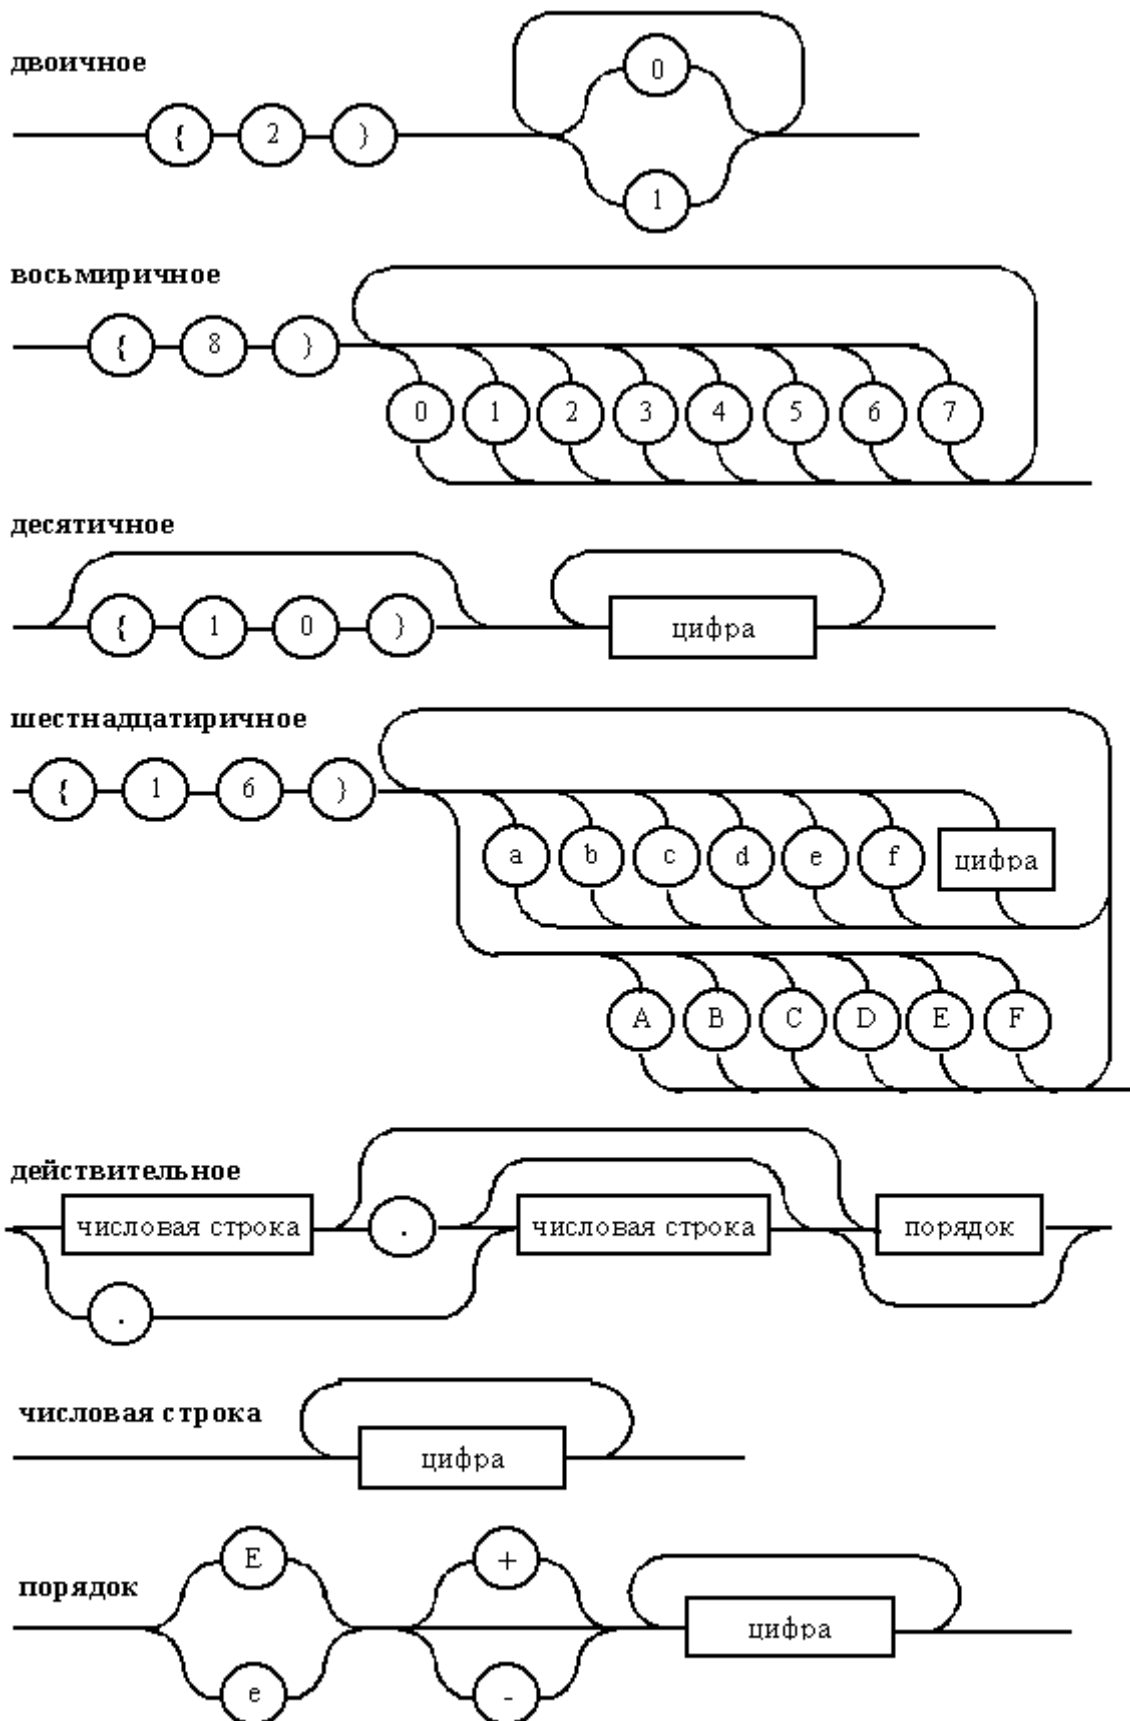 двоичное
0
{ 2 }
1
восьмиричное
{ 8 }
0 1 2 3 4 5 6 7
десятичное
{ 1 0 } цифра
шестнадцатиричное
{ 1 6 }
a b c d e f цифра
A B C D E F
действительное
числовая строка . числовая строка порядок
.
числовая строка
цифра
E +
порядок
цифра
e -